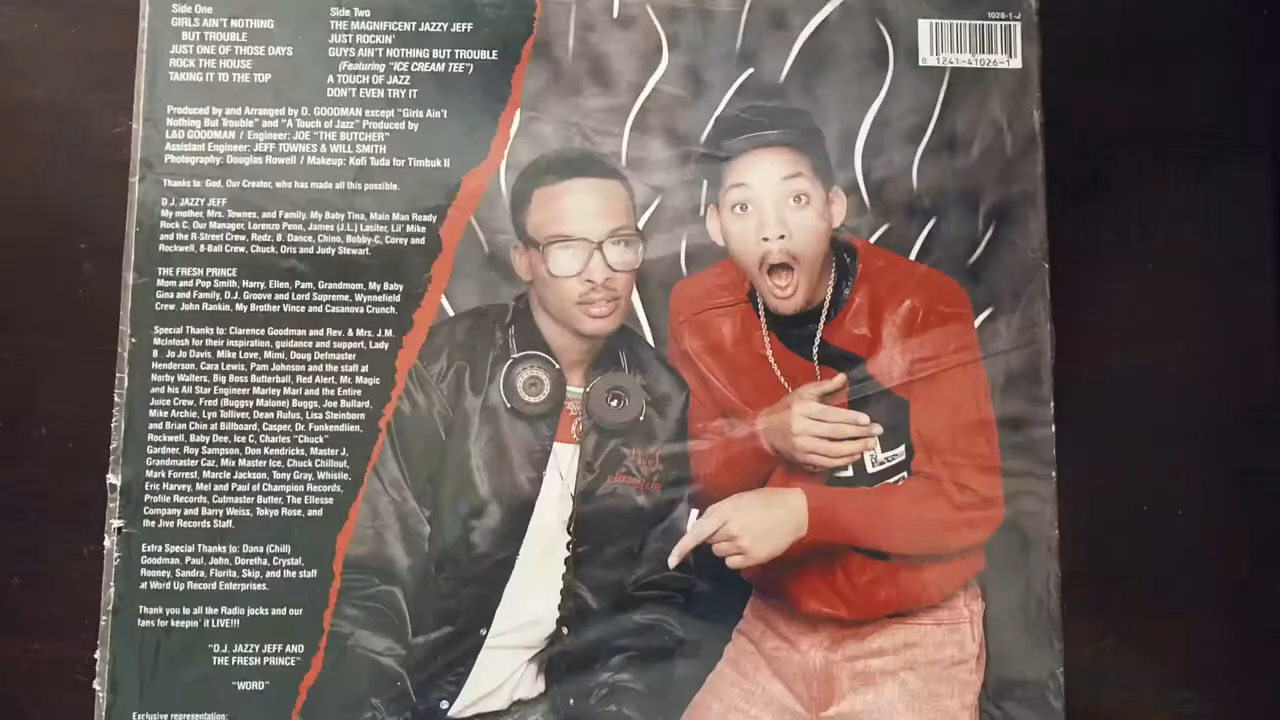 Side One
GIRLS AIN'T NOTHING
BUT TROUBLE
JUST ONE OF THOSE DAYS
ROCK THE HOUSE
TAKING IT TO THE TOP
Side Two
THE MAGNIFICENT JAZZY JEFF
JUST ROCKIN'
GUYS AIN'T NOTHING BUT TROUBLE
(Featuring "ICE CREAM TEE")
A TOUCH OF JAZZ
DON'T EVEN TRY IT
Produced by and Arranged by D. GOODMAN except "Girls Ain't
Nothing But Trouble" and "A Touch of Jazz" Produced by
L&D GOODMAN / Engineer: JOE "THE BUTCHER"
Assistant Engineer: JEFF TOWNES & WILL SMITH
Photography: Douglas Rowell / Makeup: Kofi Tuda for Timbuk II
Thanks to: God, Our Creator, who has made all this possible.
D.J. JAZZY JEFF
My mother, Mrs. Townes, and Family. My Baby Tina, Main Man Ready
Rock C, Our Manager, Lorenzo Penn, James (J.L.) Lasiter, Lil' Mike
and the R-Street Crew, Redz, B. Dance, Chino, Bobby-C, Corey and
Rockwell, 8-Ball Crew, Chuck, Oris and Judy Stewart.
THE FRESH PRINCE
Mom and Pop Smith, Harry, Ellen, Pam, Grandmom, My Baby
Gina and Family, D.J. Groove and Lord Supreme, Wynnefield
Crew, John Rankin, My Brother Vince and Casanova Crunch.
Special Thanks to: Clarence Goodman and Rev. & Mrs. J.M.
McIntosh for their inspiration, guidance and support, Lady
B. Jo Jo Davis, Mike Love, Mimi, Doug Defmaster
Henderson, Cara Lewis, Pam Johnson and the staff at
Norby Walters, Big Boss Butterball, Red Alert, Mr. Magic
and his All Star Engineer Marley Marl and the Entire
Juice Crew, Fred (Buggsy Malone) Buggs, Joe Bullard,
Mike Archie, Lyn Tolliver, Dean Rufus, Lisa Steinborn
and Brian Chin at Billboard, Casper, Dr. Funkendlien,
Rockwell, Baby Dee, Ice C, Charles "Chuck"
Gardner, Roy Sampson, Don Kendricks, Master J,
Grandmaster Caz, Mix Master Ice, Chuck Chillout,
Mark Forrest, Marcle Jackson, Tony Gray, Whistle,
Eric Harvey, Mel and Paul of Champion Records,
Profile Records, Cutmaster Butter, The Ellesse
Company and Barry Weiss, Tokyo Rose, and
the Jive Records Staff.
Extra Special Thanks to: Dana (Chill)
Goodman, Paul, John, Doretha, Crystal,
Rooney, Sandra, Florita, Skip, and the staff
at Word Up Record Enterprises.
Thank you to all the Radio jocks and our
fans for keepin' it LIVE!!!
"D.J. JAZZY JEFF AND
THE FRESH PRINCE"
"WORD"
Exclusive representation:
1026-1-J
0 1241-41026-1